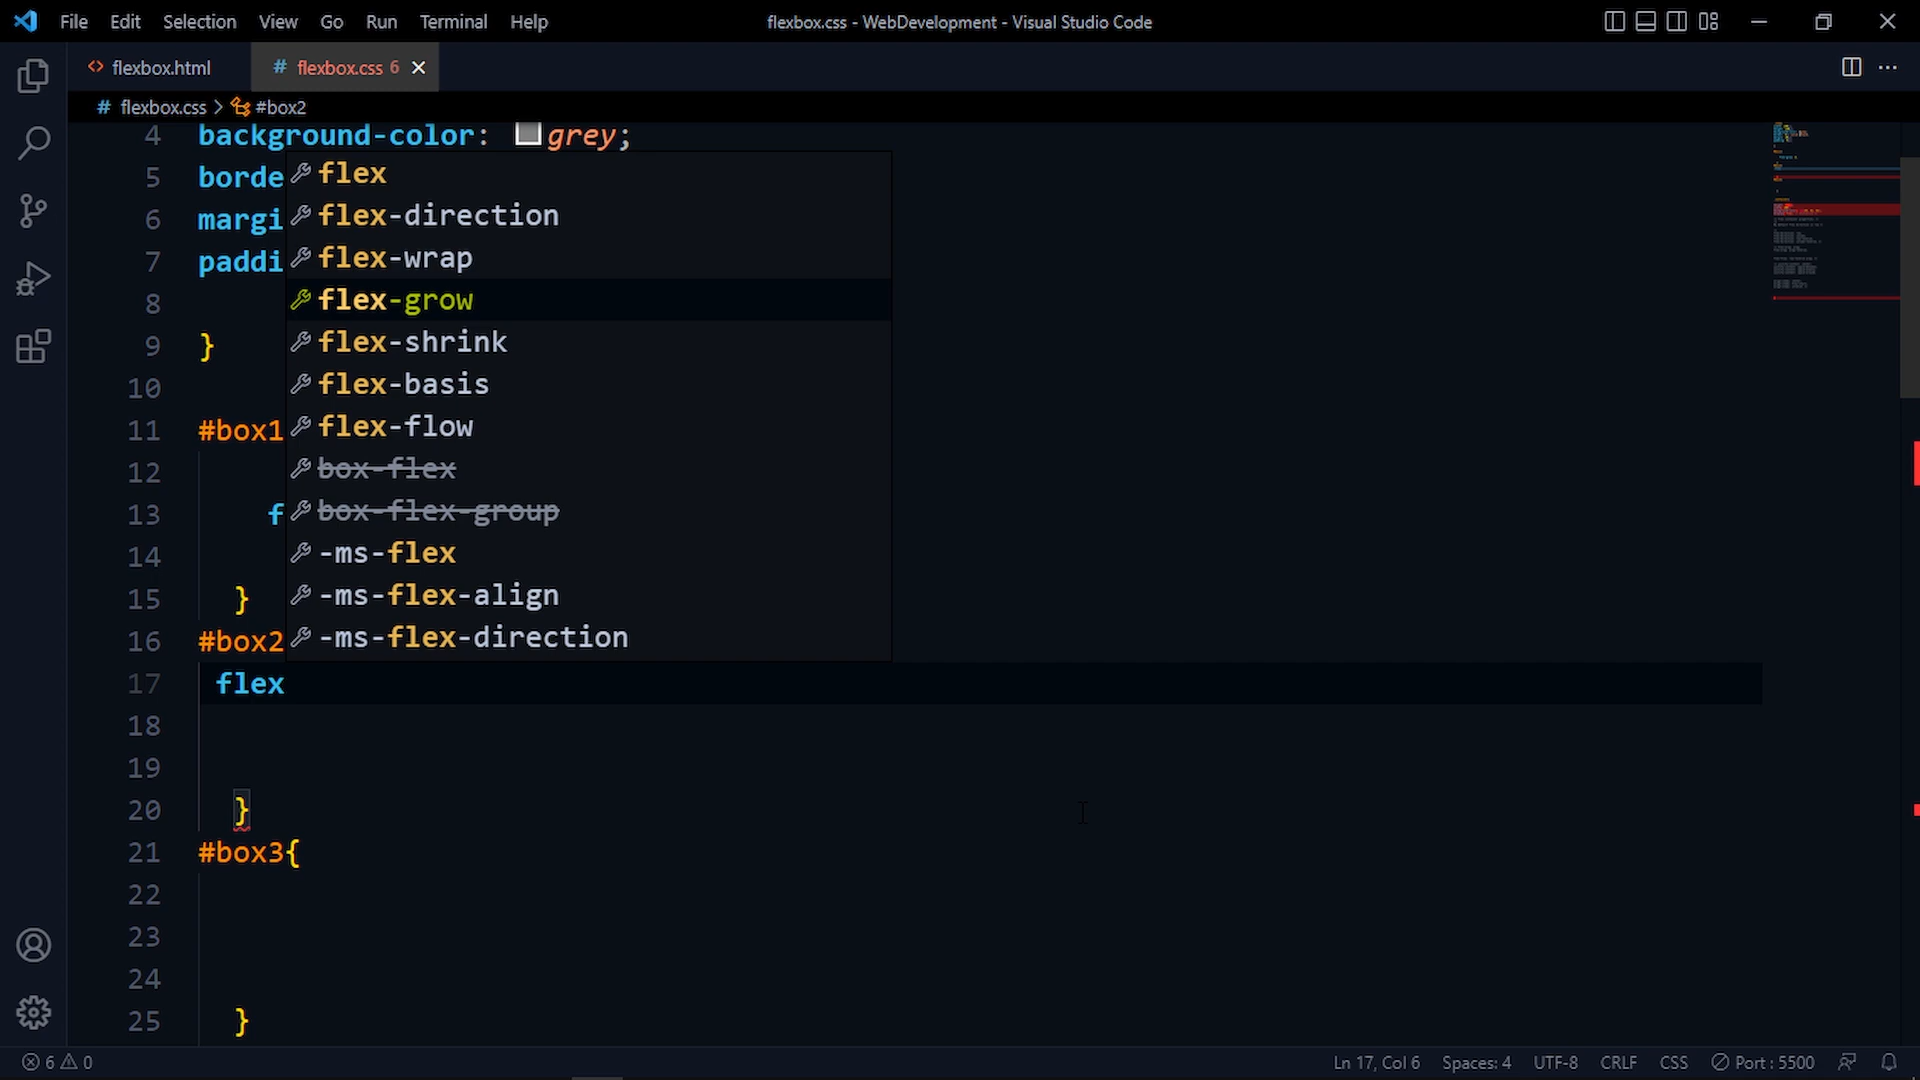 File Edit Selection View Go Run Terminal Help
flexbox.css - WebDevelopment - Visual Studio Code
<> flexbox.html
# flexbox.css 6
# flexbox.css > #box2
4 background-color: grey;
5 borde
6 margi
7 paddi
8
9 }
10
11 #box1
12
13 f
14
15 }
16 #box2
17 flex
18
19
20 }
21 #box3{
22
23
24
25 }
flex
flex-direction
flex-wrap
flex-grow
flex-shrink
flex-basis
flex-flow
box-flex
box-flex-group
-ms-flex
-ms-flex-align
-ms-flex-direction
6 0
Ln 17, Col 6 Spaces: 4 UTF-8 CRLF CSS Port : 5500